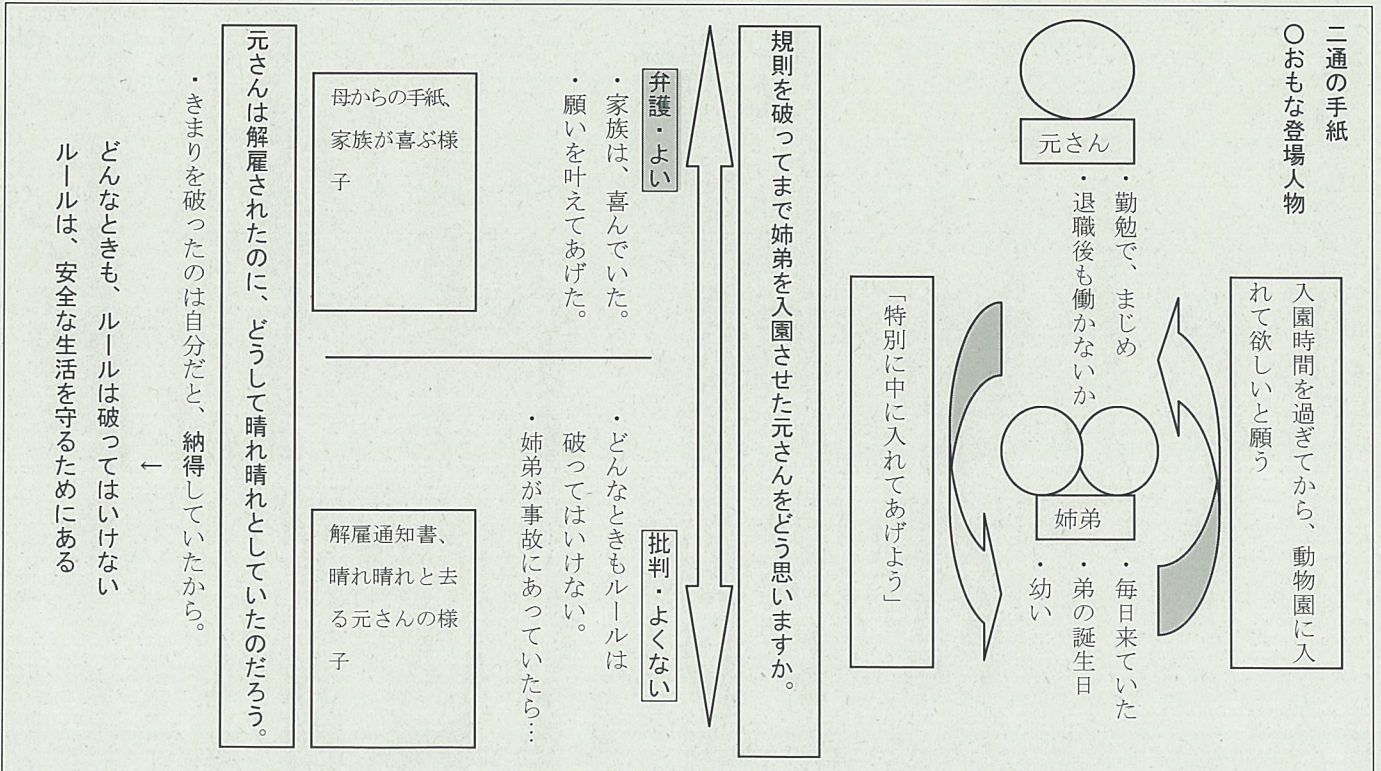 二通の手紙
〇おもな登場人物
入園時間を過ぎてから、動物園に入
れて欲しいと願う
元さん
・勤勉で、まじめ
・退職後も働かないか
姉弟
・毎日来ていた
・弟の誕生日
・幼い
「特別に中に入れてあげよう」
規則を破ってまで姉弟を入園させた元さんをどう思いますか。
弁護・よい
・家族は、喜んでいた。
・願いを叶えてあげた。
母からの手紙、
家族が喜ぶ様
子
批判・よくない
・どんなときもルールは
破ってはいけない。
・姉弟が事故にあっていたら…
解雇通知書、
晴れ晴れと去
る元さんの様
子
元さんは解雇されたのに、どうして晴れ晴れとしていたのだろう。
・きまりを破ったのは自分だと、納得していたから。
←
どんなときも、ルールは破ってはいけない
ルールは、安全な生活を守るためにある